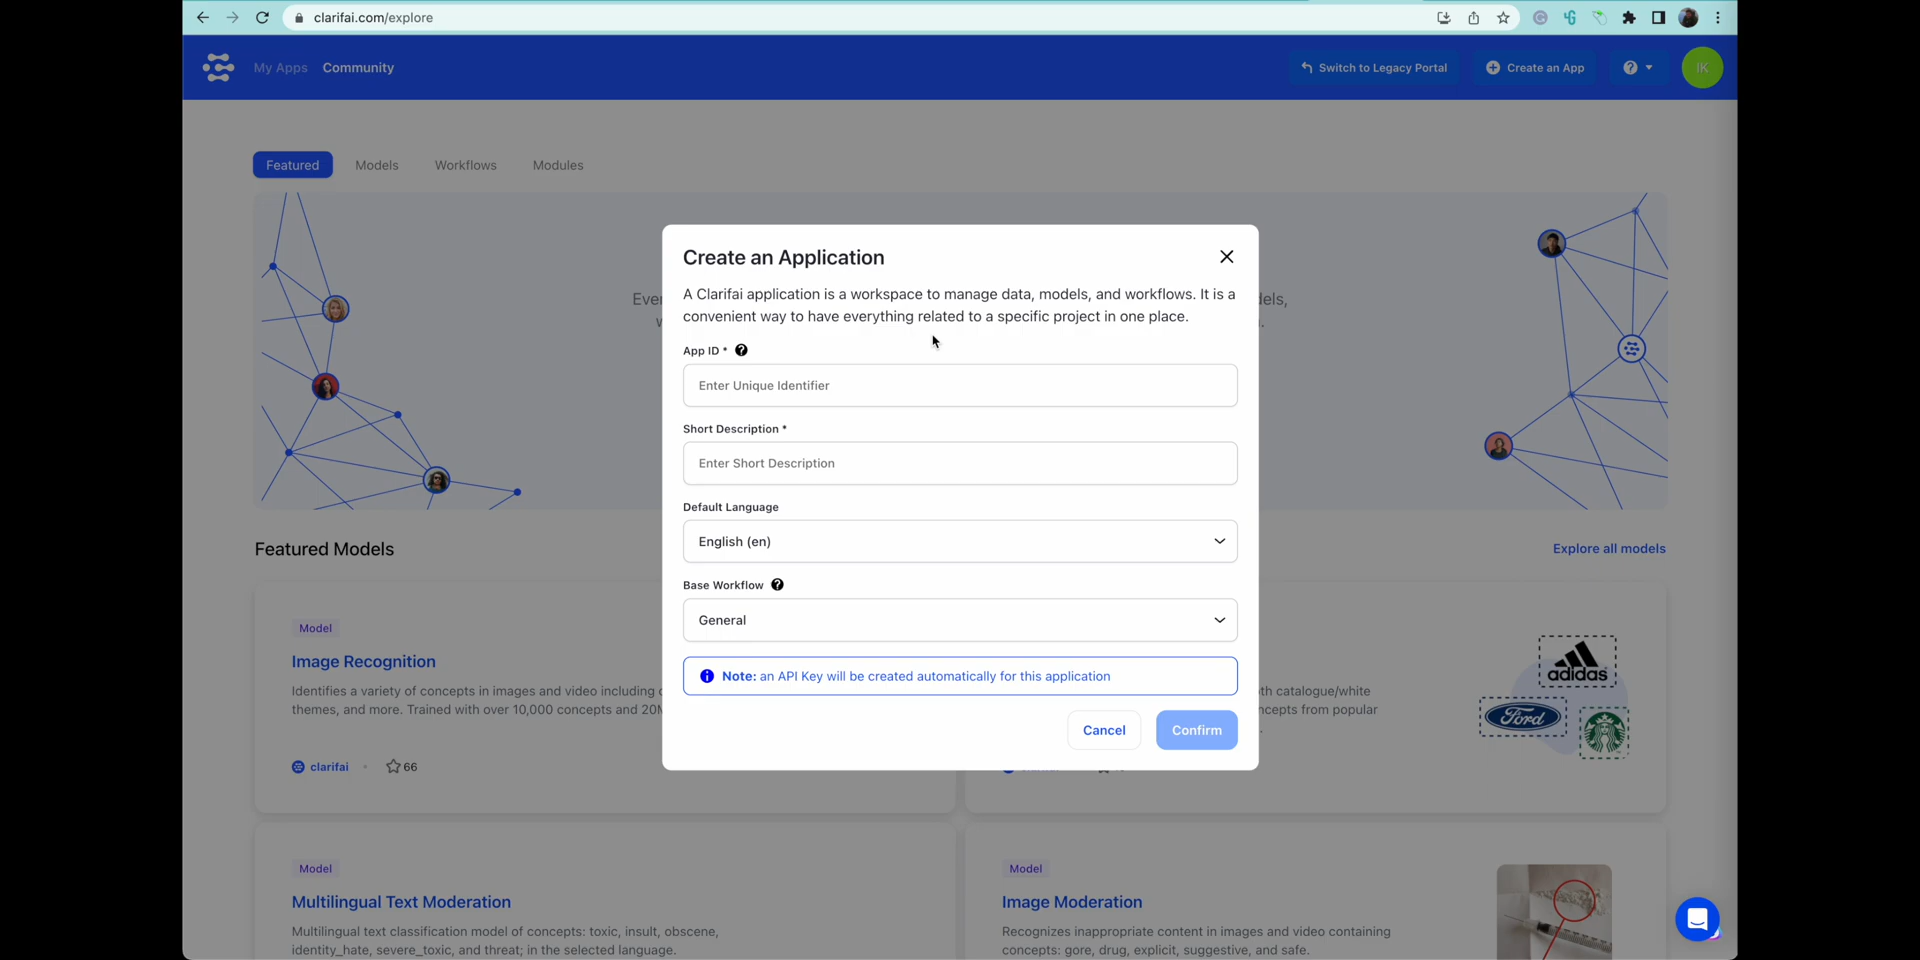 clarifai.com/explore
My Apps
Community
Switch to Legacy Portal
Create an App
IK
Featured
Models
Workflows
Modules
Create an Application
A Clarifai application is a workspace to manage data, models, and workflows. It is a
convenient way to have everything related to a specific project in one place.
App ID *
Enter Unique Identifier
Short Description *
Enter Short Description
Default Language
English (en)
Base Workflow
General
Note: an API Key will be created automatically for this application
Cancel
Confirm
Featured Models
Explore all models
Model
Image Recognition
Identifies a variety of concepts in images and video including
themes, and more. Trained with over 10,000 concepts and
clarifai
66
catalogue/white
from popular
adidas
Ford
Model
Multilingual Text Moderation
Multilingual text classification model of concepts: toxic, insult, obscene,
identity_hate, severe_toxic, and threat; in the selected language.
Model
Image Moderation
Recognizes inappropriate content in images and video containing
concepts: gore, drug, explicit, suggestive, and safe.